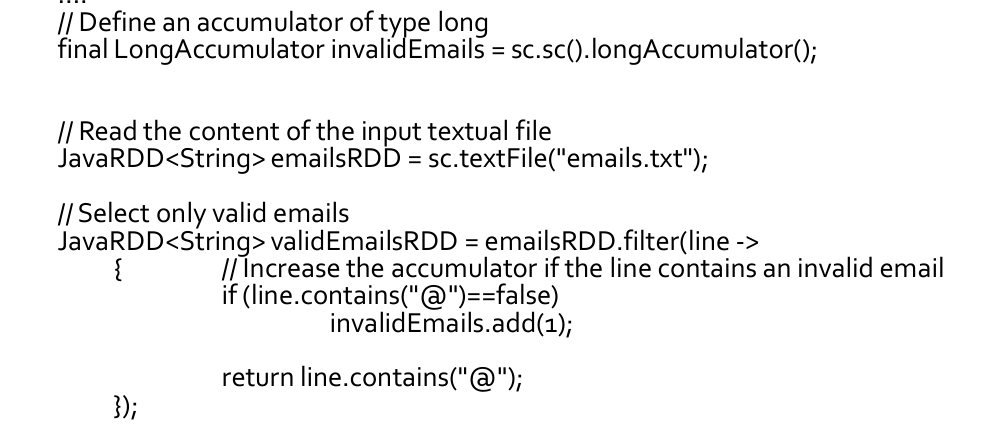 ....
// Define an accumulator of type long
final LongAccumulator invalidEmails = sc.sc().longAccumulator();
// Read the content of the input textual file
JavaRDD<String> emailsRDD = sc.textFile("emails.txt");
// Select only valid emails
JavaRDD<String> validEmailsRDD = emailsRDD.filter(line ->
{ // Increase the accumulator if the line contains an invalid email
if (line.contains("@")==false)
invalidEmails.add(1);
return line.contains("@");
});